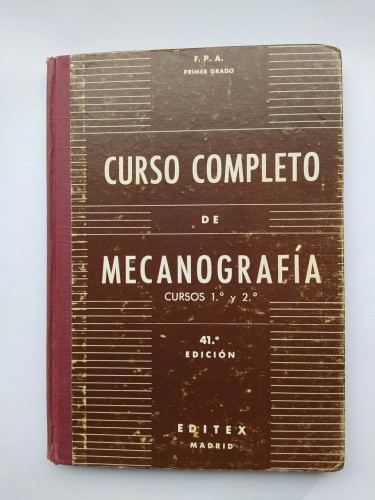 F. P. A.
PRIMER GRADO
CURSO COMPLETO
DE
MECANOGRAFÍA
CURSOS 1.º y 2.º
41.ª
EDICIÓN
EDITEX
MADRID